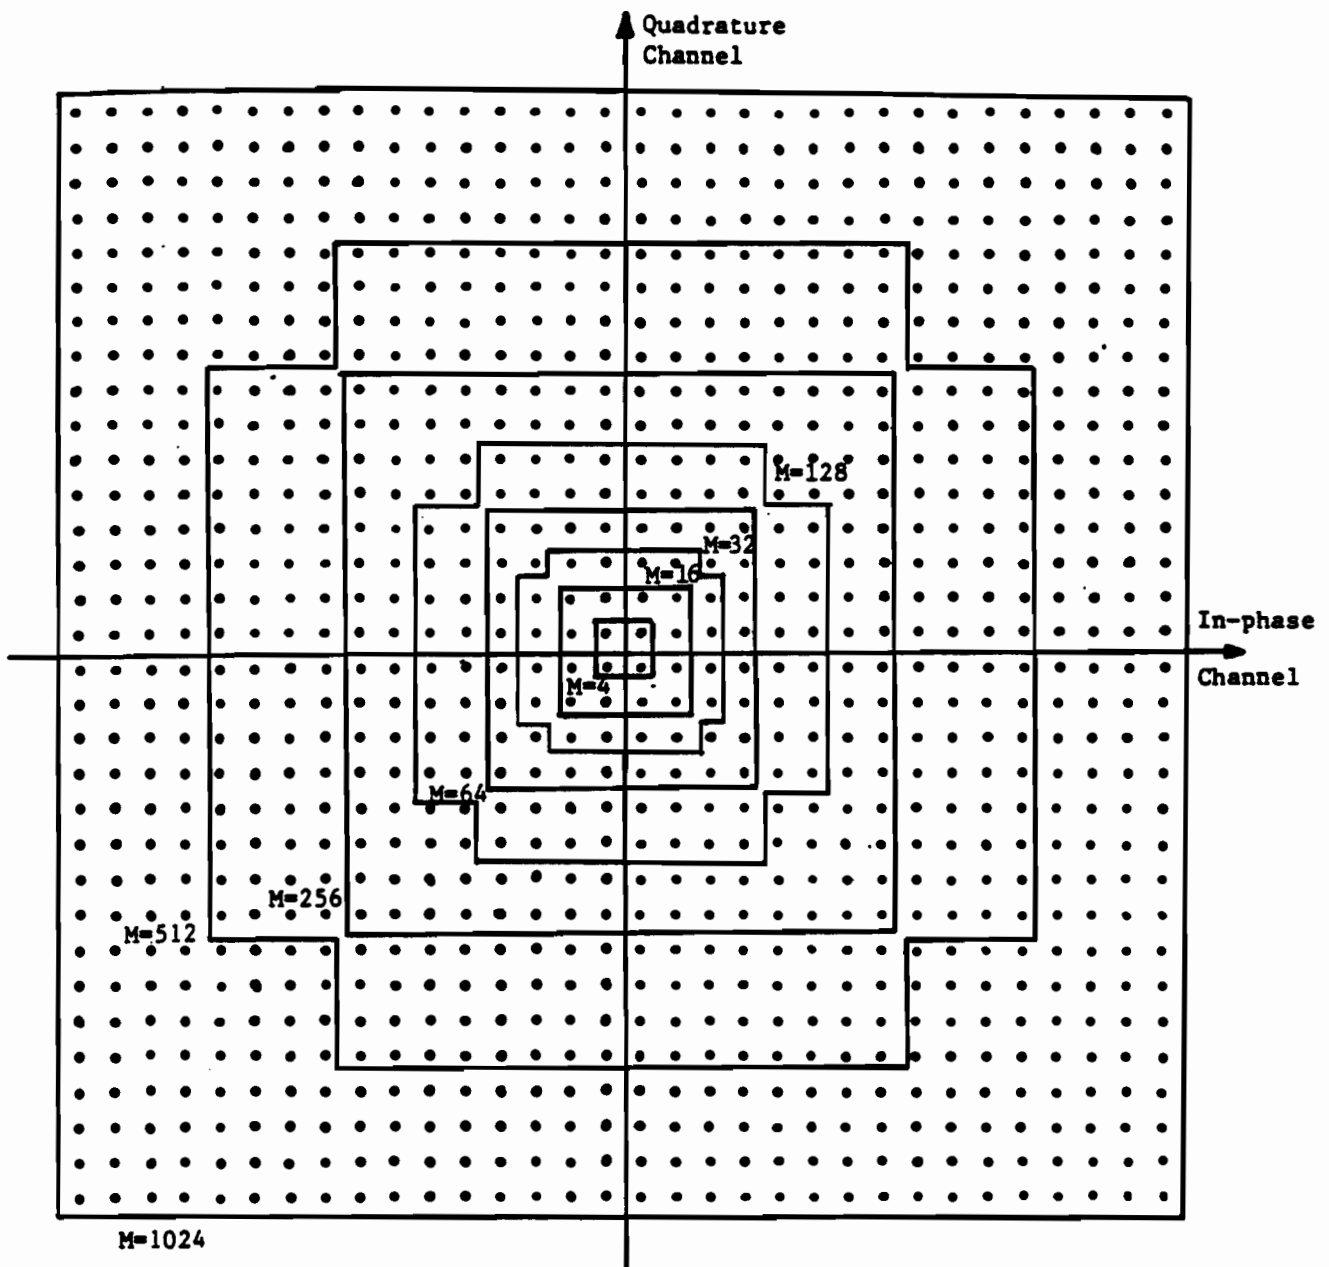 Quadrature
Channel
M=128
M=32
M=16
In-phase
Channel
M=4
M=64
M=256
M=512
M=1024